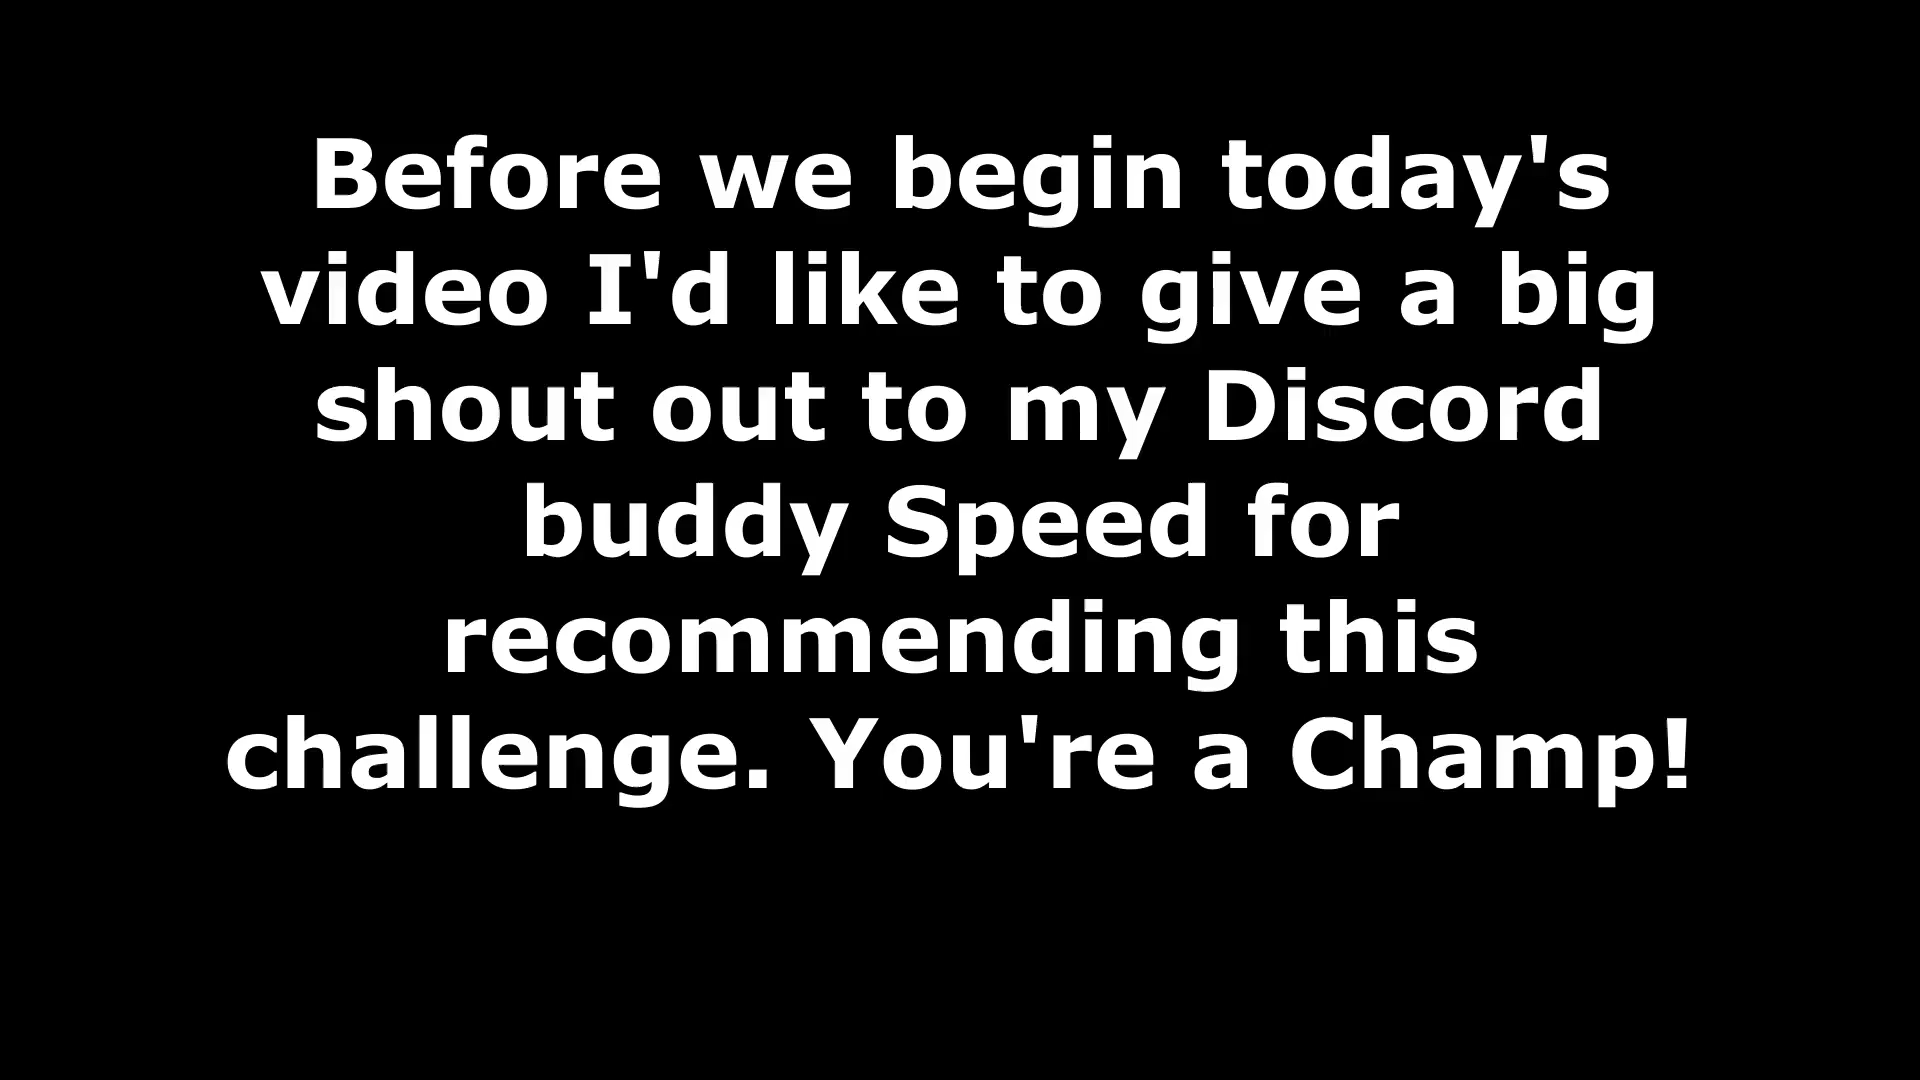 Before we begin today's
video I'd like to give a big
shout out to my Discord
buddy Speed for
recommending this
challenge. You're a Champ!